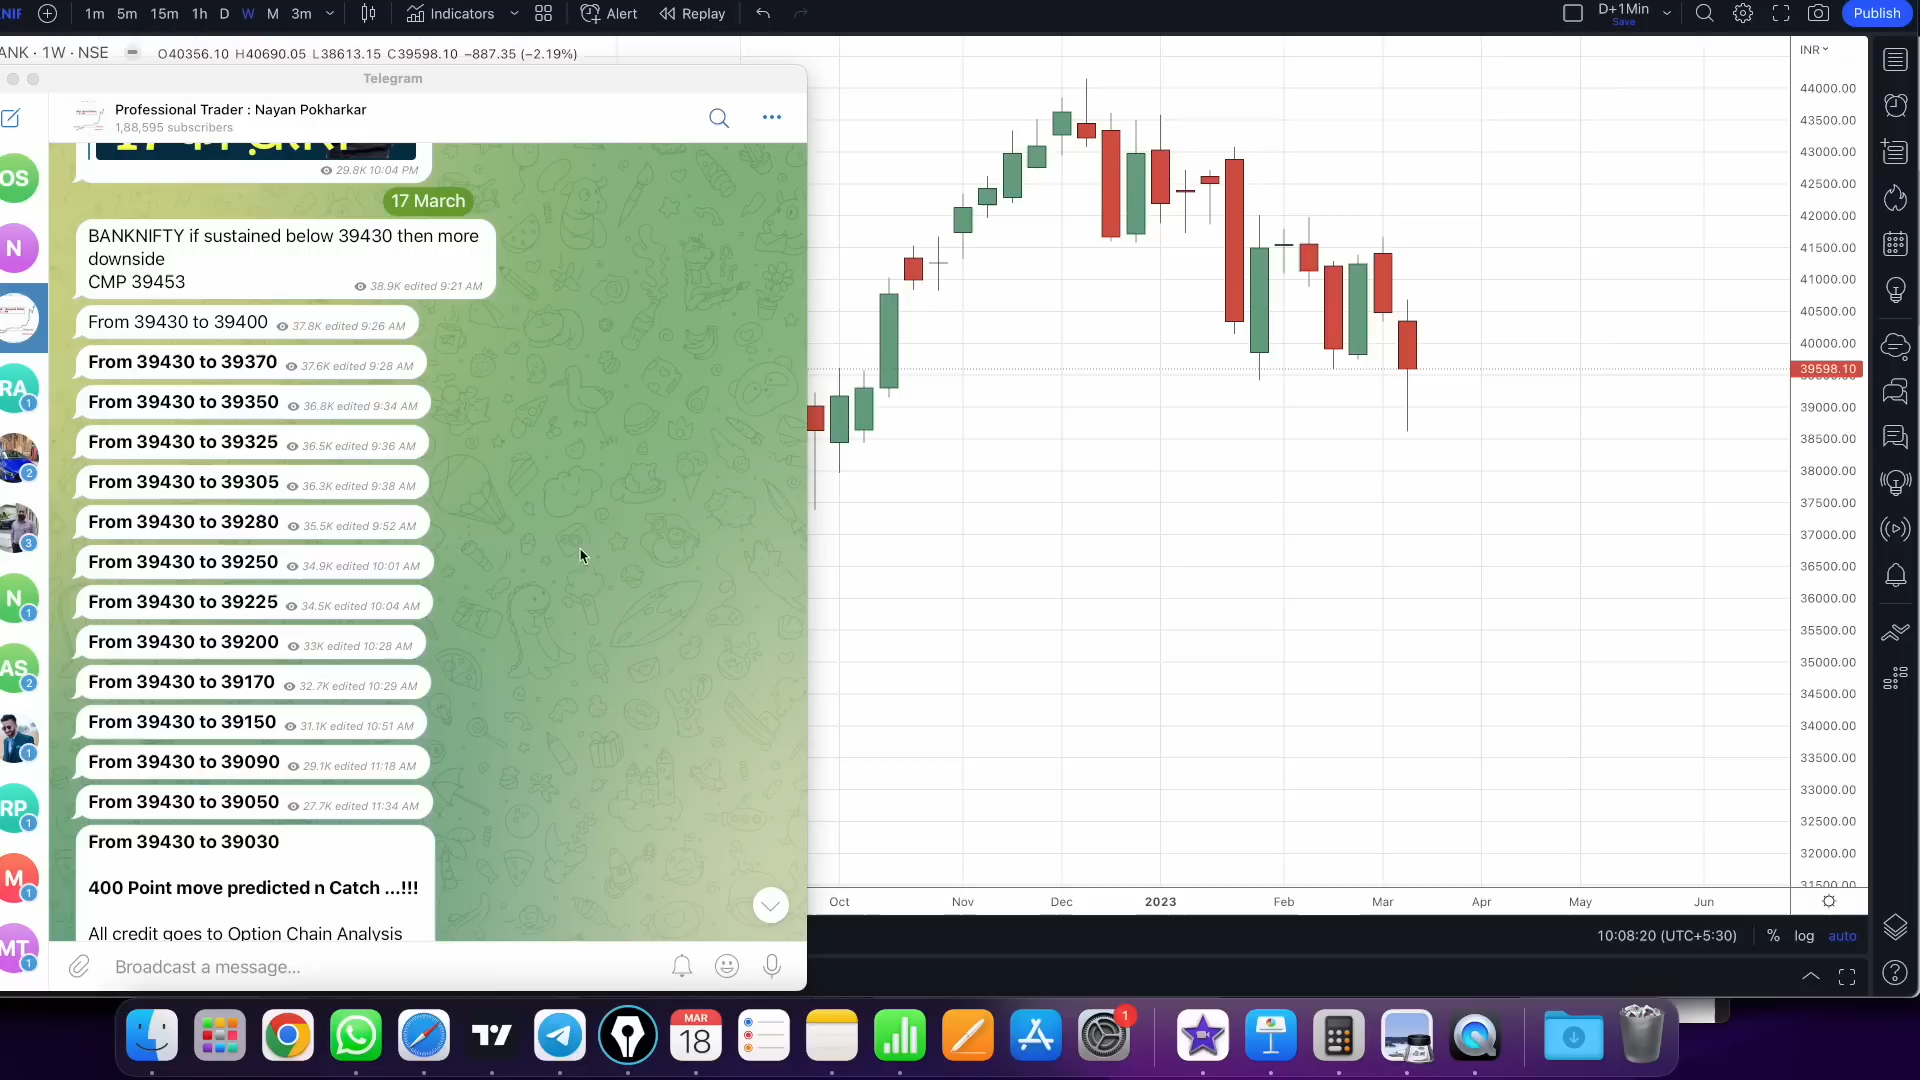 1m 5m 15m 1h D W M 3m Indicators Alert Replay D+1Min Save Publish
ANK · 1W · NSE O40356.10 H40690.05 L38613.15 C39598.10 −887.35 (−2.19%) INR
Telegram
Professional Trader : Nayan Pokharkar
1,88,595 subscribers
29.8K 10:04 PM
17 March
BANKNIFTY if sustained below 39430 then more
downside
CMP 39453 38.9K edited 9:21 AM
From 39430 to 39400 37.8K edited 9:26 AM
From 39430 to 39370 37.6K edited 9:28 AM
From 39430 to 39350 36.8K edited 9:34 AM
From 39430 to 39325 36.5K edited 9:36 AM
From 39430 to 39305 36.3K edited 9:38 AM
From 39430 to 39280 35.5K edited 9:52 AM
From 39430 to 39250 34.9K edited 10:01 AM
From 39430 to 39225 34.5K edited 10:04 AM
From 39430 to 39200 33K edited 10:28 AM
From 39430 to 39170 32.7K edited 10:29 AM
From 39430 to 39150 31.1K edited 10:51 AM
From 39430 to 39090 29.1K edited 11:18 AM
From 39430 to 39050 27.7K edited 11:34 AM
From 39430 to 39030
400 Point move predicted n Catch ...!!!
All credit goes to Option Chain Analysis
Broadcast a message...
OS
N
RA 1
2
3
N 1
AS 2
1
RP 1
M 1
MT 1
44000.00
43500.00
43000.00
42500.00
42000.00
41500.00
41000.00
40500.00
40000.00
39598.10
39000.00
38500.00
38000.00
37500.00
37000.00
36500.00
36000.00
35500.00
35000.00
34500.00
34000.00
33500.00
33000.00
32500.00
32000.00
31500.00
Oct Nov Dec 2023 Feb Mar Apr May Jun
10:08:20 (UTC+5:30) % log auto
MAR
18
1